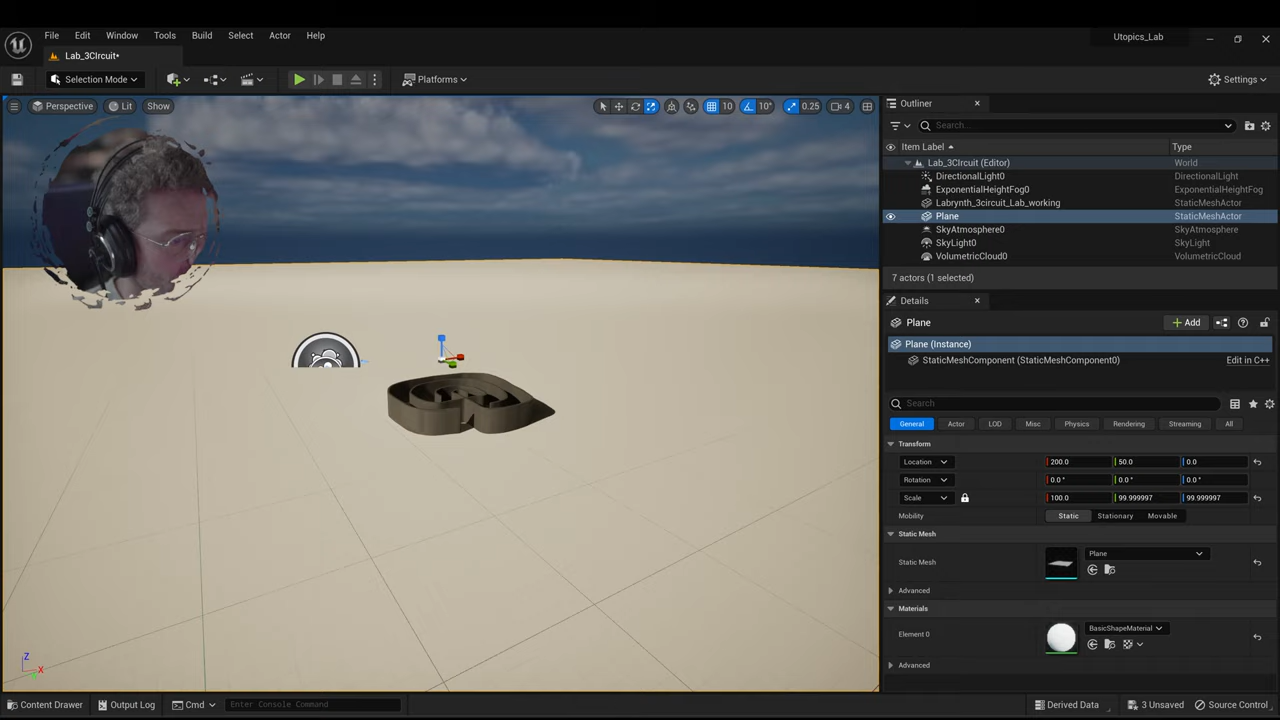 File Edit Window Tools Build Select Actor Help
Utopics_Lab
Lab_3CIrcuit•
Selection Mode
Platforms
Settings
Perspective Lit Show
10 10° 0.25 4
Outliner
Search...
Item Label Type
Lab_3CIrcuit (Editor) World
DirectionalLight0 DirectionalLight
ExponentialHeightFog0 ExponentialHeightFog
Labrynth_3circuit_Lab_working StaticMeshActor
Plane StaticMeshActor
SkyAtmosphere0 SkyAtmosphere
SkyLight0 SkyLight
VolumetricCloud0 VolumetricCloud
7 actors (1 selected)
Details
Plane
+ Add
Plane (Instance)
StaticMeshComponent (StaticMeshComponent0) Edit in C++
Search
General Actor LOD Misc Physics Rendering Streaming All
Transform
Location 200.0 50.0 0.0
Rotation 0.0 ° 0.0 ° 0.0 °
Scale 100.0 99.999997 99.999997
Mobility Static Stationary Movable
Static Mesh
Static Mesh Plane
Advanced
Materials
Element 0 BasicShapeMaterial
Advanced
Z
X
Content Drawer Output Log Cmd Enter Console Command
Derived Data 3 Unsaved Source Control